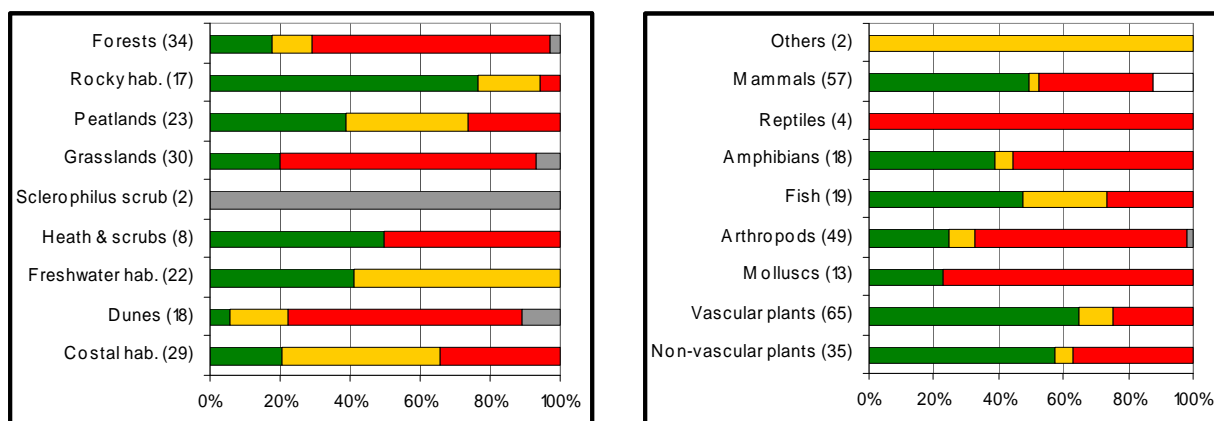 Forests (34)
Rocky hab. (17)
Peatlands (23)
Grasslands (30)
Sclerophilus scrub (2)
Heath & scrubs (8)
Freshwater hab. (22)
Dunes (18)
Costal hab. (29)
0% 20% 40% 60% 80% 100%
Others (2)
Mammals (57)
Reptiles (4)
Amphibians (18)
Fish (19)
Arthropods (49)
Molluscs (13)
Vascular plants (65)
Non-vascular plants (35)
0% 20% 40% 60% 80% 100%